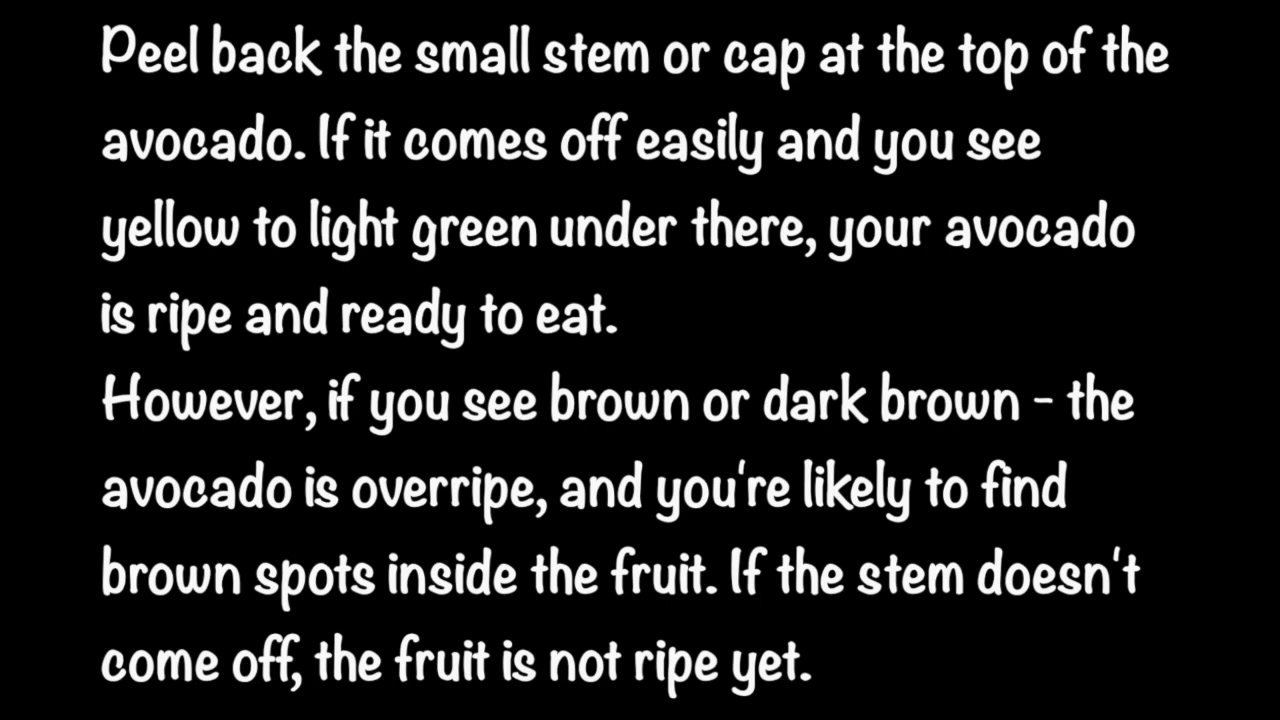 Peel back the small stem or cap at the top of the
avocado. If it comes off easily and you see
yellow to light green under there, your avocado
is ripe and ready to eat.
However, if you see brown or dark brown - the
avocado is overripe, and you're likely to find
brown spots inside the fruit. If the stem doesn't
come off, the fruit is not ripe yet.